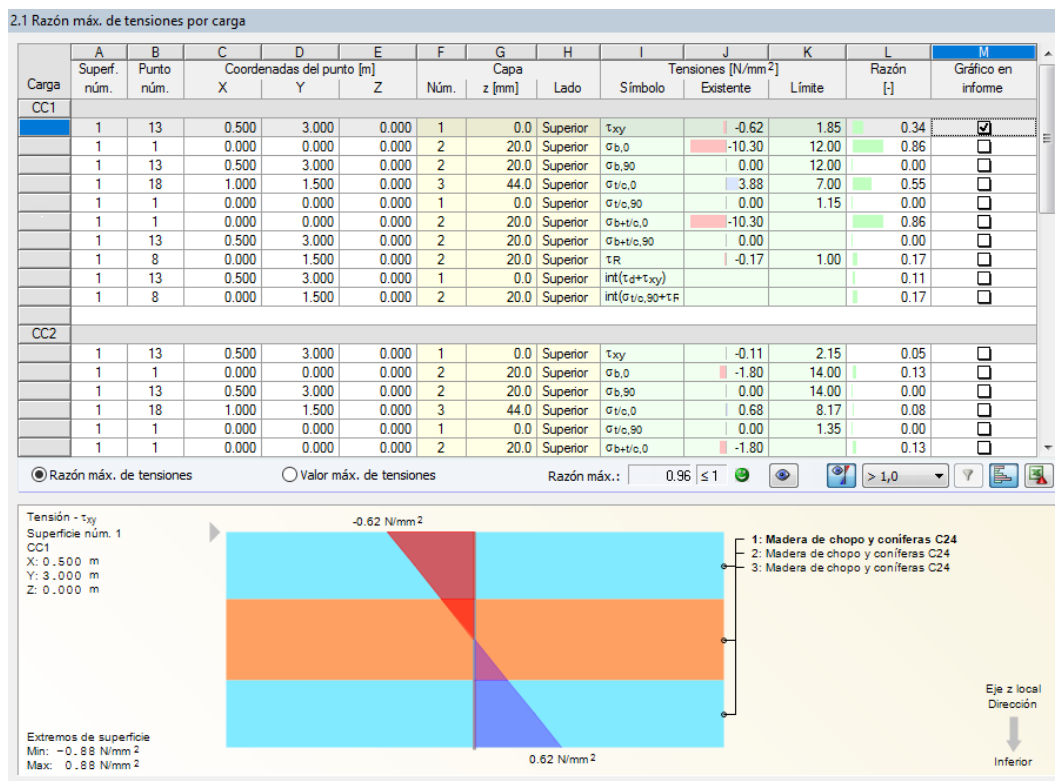 2.1 Razón máx. de tensiones por carga
A B C D E F G H I J K L M
Superf. Punto Coordenadas del punto [m] Capa Tensiones [N/mm2] Razón Gráfico en
Carga núm. núm. X Y Z Núm. z [mm] Lado Símbolo Existente Límite [-] informe
CC1
1 13 0.500 3.000 0.000 1 0.0 Superior τxy -0.62 1.85 0.34
1 1 0.000 0.000 0.000 2 20.0 Superior σb,0 -10.30 12.00 0.86
1 13 0.500 3.000 0.000 2 20.0 Superior σb,90 0.00 12.00 0.00
1 18 1.000 1.500 0.000 3 44.0 Superior σt/c,0 3.88 7.00 0.55
1 1 0.000 0.000 0.000 1 0.0 Superior σt/c,90 0.00 1.15 0.00
1 1 0.000 0.000 0.000 2 20.0 Superior σb+t/c,0 -10.30 0.86
1 13 0.500 3.000 0.000 2 20.0 Superior σb+t/c,90 0.00 0.00
1 8 0.000 1.500 0.000 2 20.0 Superior τR -0.17 1.00 0.17
1 13 0.500 3.000 0.000 1 0.0 Superior int(τd+τxy) 0.11
1 8 0.000 1.500 0.000 2 20.0 Superior int(σt/c,90+τR 0.17
CC2
1 13 0.500 3.000 0.000 1 0.0 Superior τxy -0.11 2.15 0.05
1 1 0.000 0.000 0.000 2 20.0 Superior σb,0 -1.80 14.00 0.13
1 13 0.500 3.000 0.000 2 20.0 Superior σb,90 0.00 14.00 0.00
1 18 1.000 1.500 0.000 3 44.0 Superior σt/c,0 0.68 8.17 0.08
1 1 0.000 0.000 0.000 1 0.0 Superior σt/c,90 0.00 1.35 0.00
1 1 0.000 0.000 0.000 2 20.0 Superior σb+t/c,0 -1.80 0.13
Razón máx. de tensiones Valor máx. de tensiones Razón máx.: 0.96 ≤ 1 > 1,0
Tensión - τxy
Superficie núm. 1
CC1
X: 0.500 m
Y: 3.000 m
Z: 0.000 m
-0.62 N/mm2
1: Madera de chopo y coníferas C24
2: Madera de chopo y coníferas C24
3: Madera de chopo y coníferas C24
Eje z local
Dirección
Inferior
Extremos de superficie
Min: -0.88 N/mm2
Max: 0.88 N/mm2
0.62 N/mm2